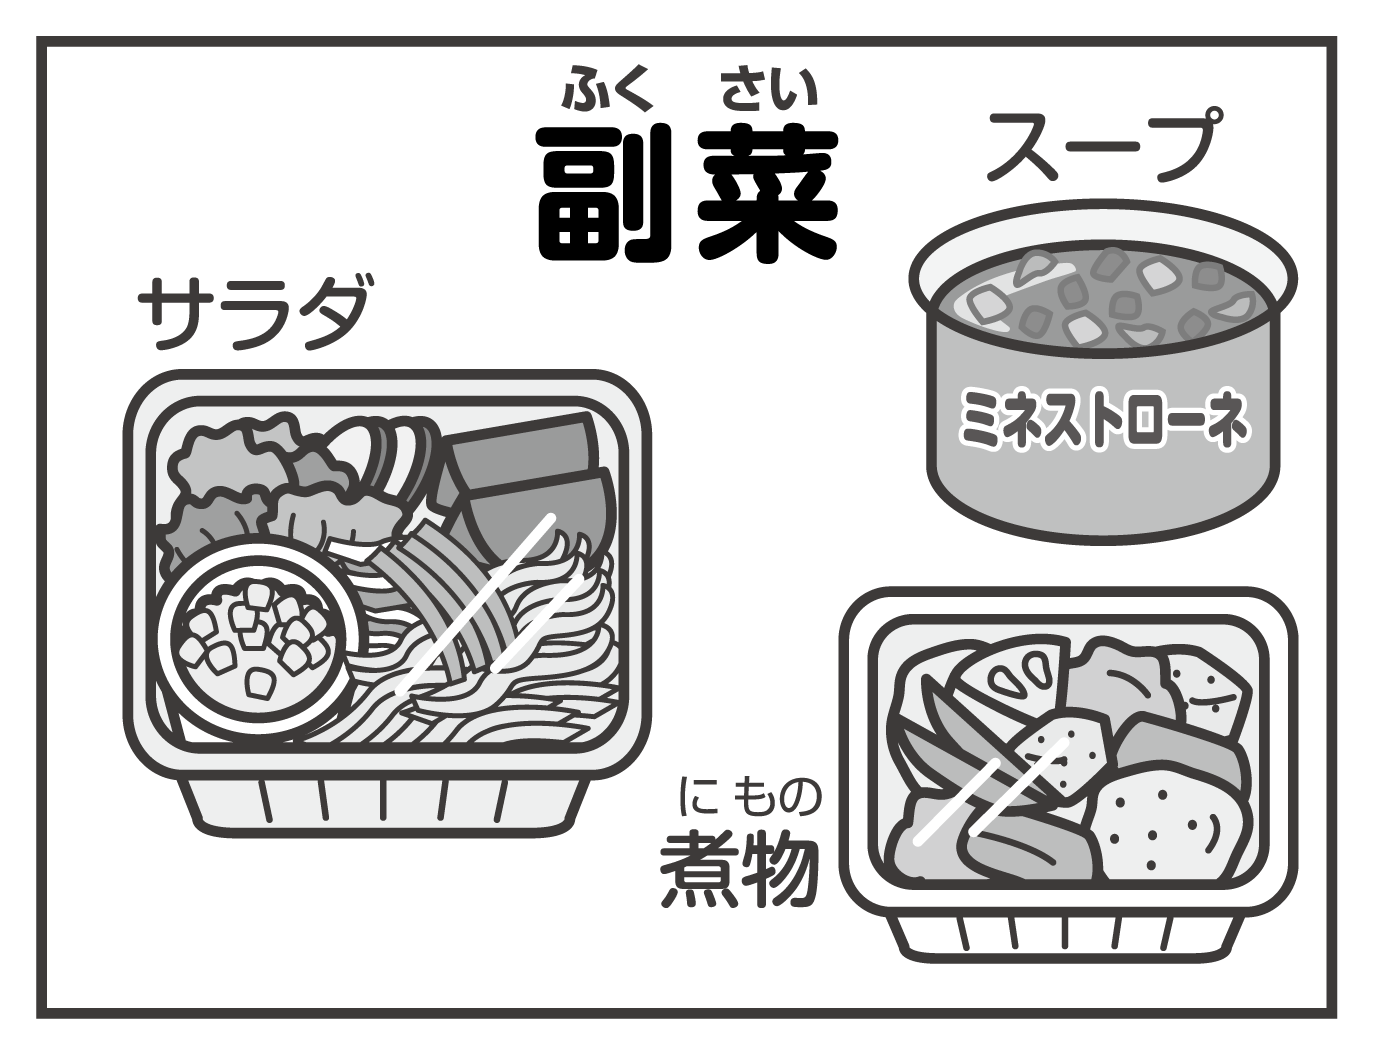 ふくさい
副菜
スープ
ミネストローネ
サラダ
にもの
煮物